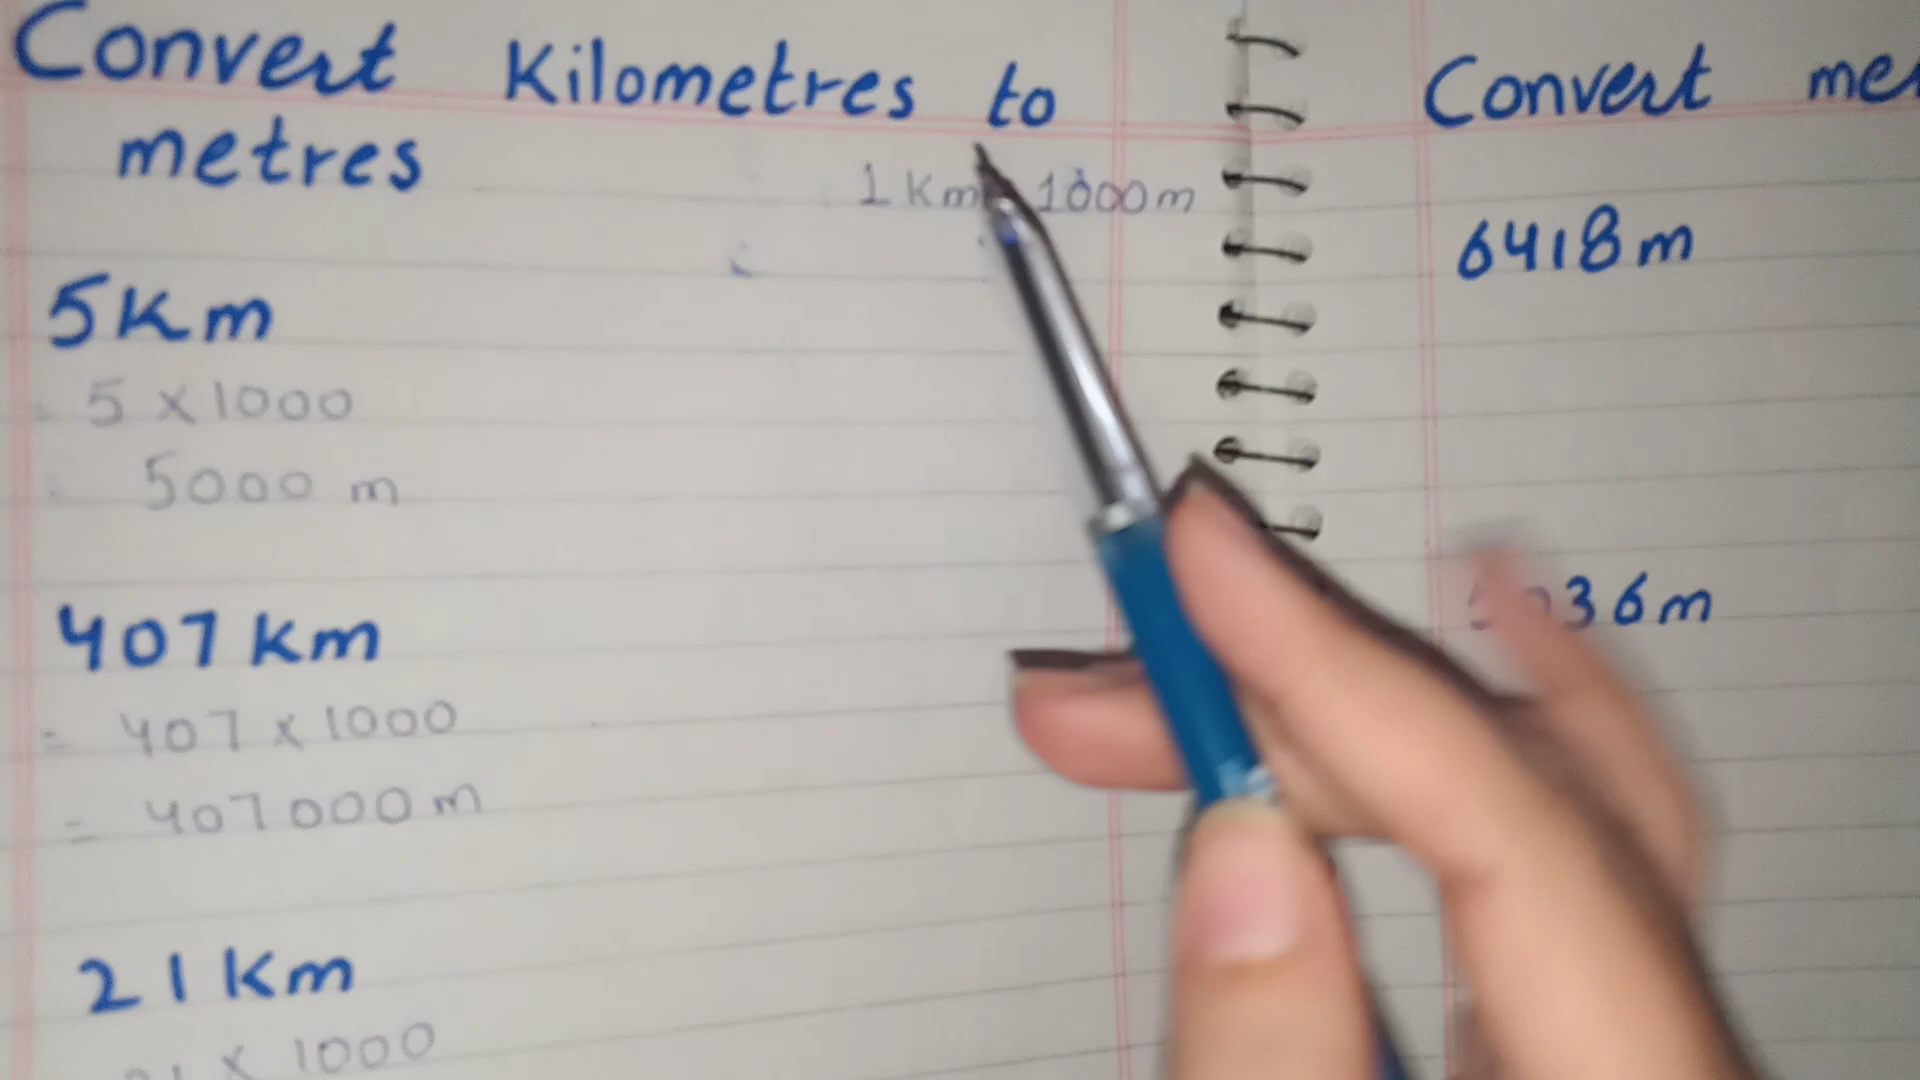 Convert Kilometres to
metres
1 Km 1000m
5Km
= 5 x 1000
= 5000 m
407 km
= 407 x 1000
= 407000 m
21 Km
x 1000
Convert
6418 m
36m